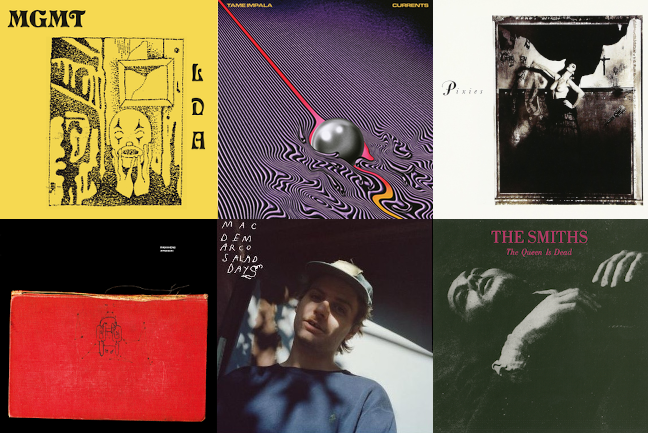 MGMT
L
D
A
TAME IMPALA
CURRENTS
Pixies
MAC
DEM
ARCO
SALAD
DAYS
THE SMITHS
The Queen Is Dead